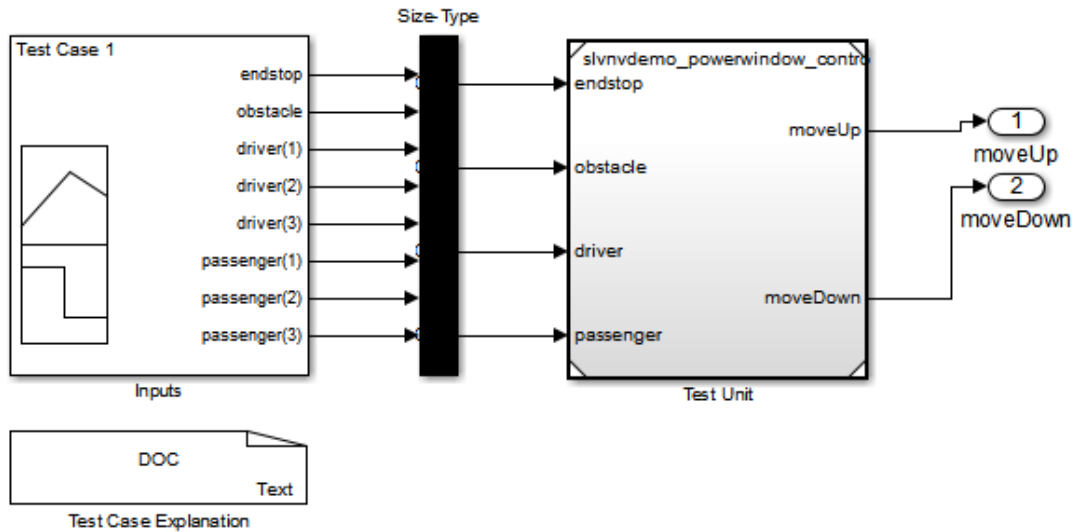 Size-Type
Test Case 1
endstop
obstacle
driver(1)
driver(2)
driver(3)
passenger(1)
passenger(2)
passenger(3)
Inputs
slvnvdemo_powerwindow_contro
endstop
obstacle
driver
passenger
moveUp
moveDown
Test Unit
1
moveUp
2
moveDown
DOC
Text
Test Case Explanation